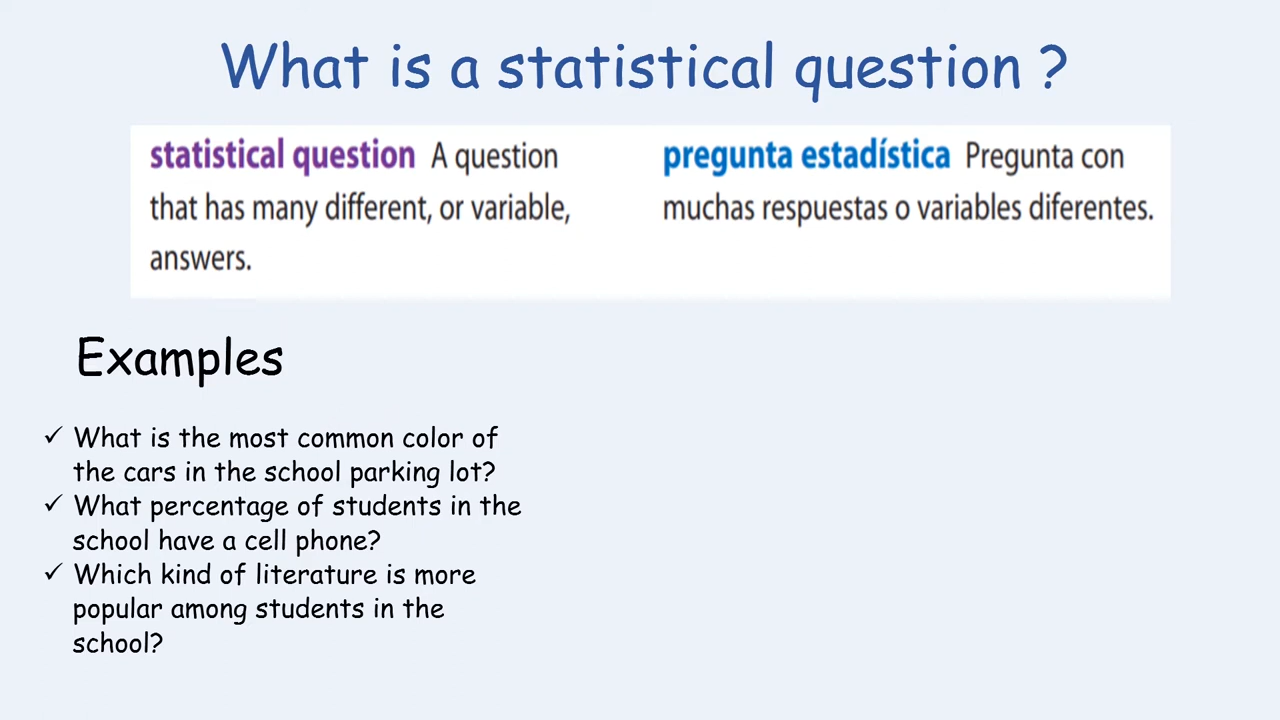 What is a statistical question ?
statistical question A question
that has many different, or variable,
answers.
pregunta estadística Pregunta con
muchas respuestas o variables diferentes.
Examples
✓ What is the most common color of
the cars in the school parking lot?
✓ What percentage of students in the
school have a cell phone?
✓ Which kind of literature is more
popular among students in the
school?